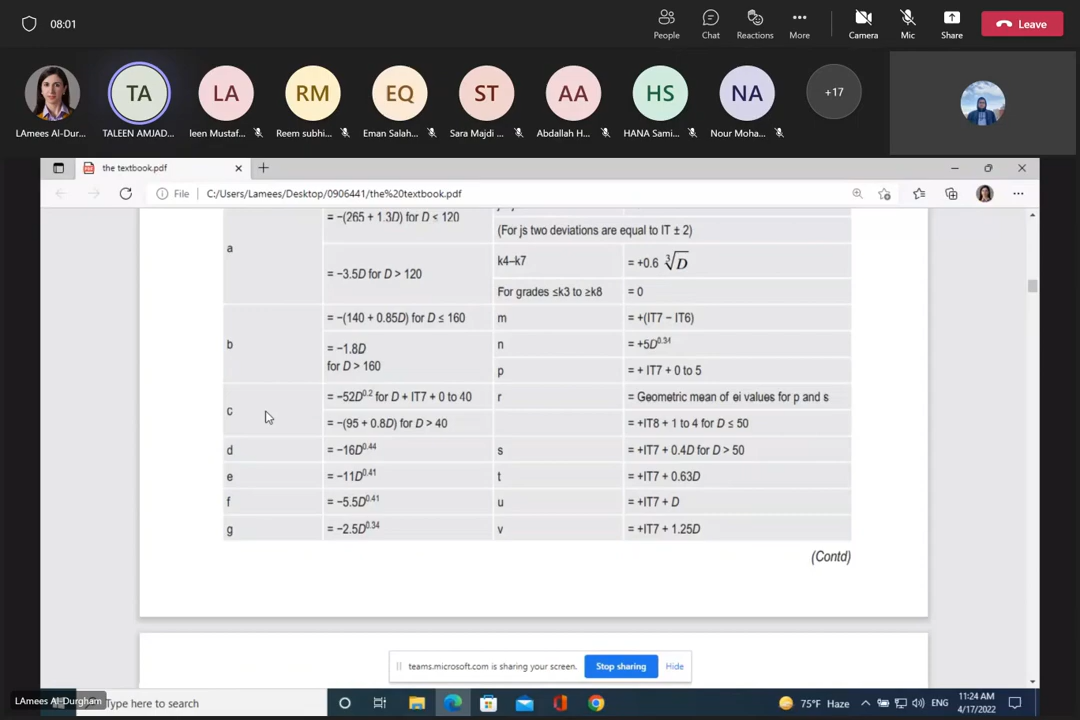 08:01
People
Chat
Reactions
More
Camera
Mic
Share
Leave
TA
LA
RM
EQ
ST
AA
HS
NA
+17
LAmees Al-Dur...
TALEEN AMJAD...
leen Mustaf...
Reem subhi...
Eman Salah...
Sara Majdi ...
Abdallah H...
HANA Sami...
Nour Moha...
the textbook.pdf
File
C:/Users/Lamees/Desktop/0906441/the%20textbook.pdf
a
= −(265 + 1.3D) for D < 120
(For js two deviations are equal to IT ± 2)
= −3.5D for D > 120
k4–k7
= +0.6 ∛D
For grades ≤k3 to ≥k8
= 0
b
= −(140 + 0.85D) for D ≤ 160
m
= +(IT7 − IT6)
= −1.8D
for D > 160
n
= +5D^0.34
p
= + IT7 + 0 to 5
c
= −52D^0.2 for D + IT7 + 0 to 40
r
= Geometric mean of ei values for p and s
= −(95 + 0.8D) for D > 40
= +IT8 + 1 to 4 for D ≤ 50
d
= −16D^0.44
s
= +IT7 + 0.4D for D > 50
e
= −11D^0.41
t
= +IT7 + 0.63D
f
= −5.5D^0.41
u
= +IT7 + D
g
= −2.5D^0.34
v
= +IT7 + 1.25D
(Contd)
teams.microsoft.com is sharing your screen.
Stop sharing
Hide
LAmees Al-Durgham
Type here to search
75°F Haze
ENG
11:24 AM
4/17/2022